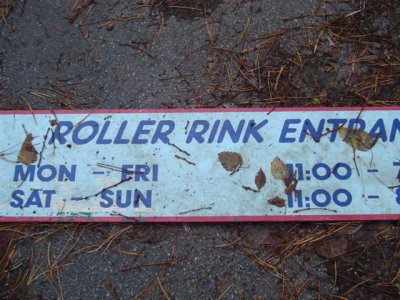 ROLLER RINK ENTRAN
MON - FRI 11:00 -
SAT - SUN 11:00 -